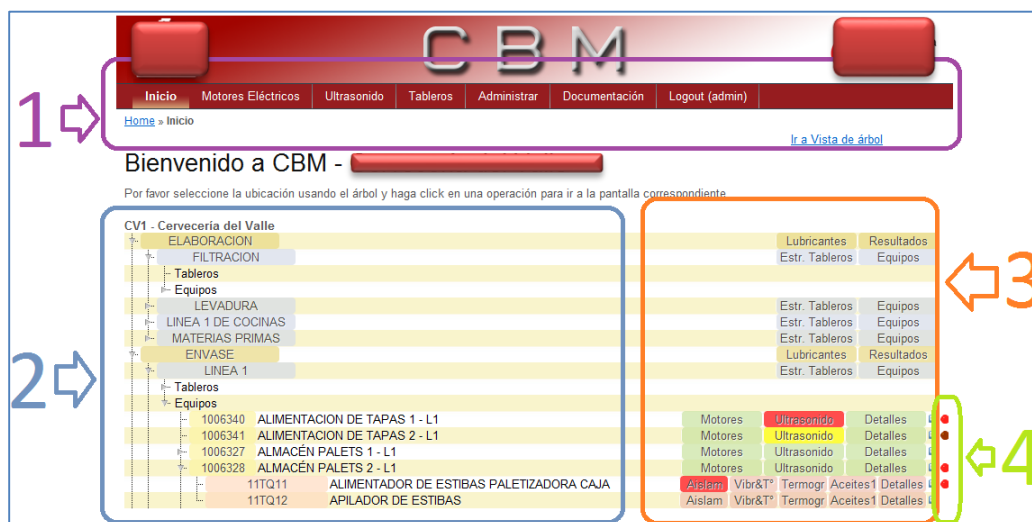 CBM
1
Inicio Motores Eléctricos Ultrasonido Tableros Administrar Documentación Logout (admin)
Home » Inicio
Ir a Vista de árbol
Bienvenido a CBM -
Por favor seleccione la ubicación usando el árbol y haga click en una operación para ir a la pantalla correspondiente
CV1 - Cervecería del Valle
ELABORACION Lubricantes Resultados
FILTRACION Estr. Tableros Equipos
3
Tableros
Equipos
LEVADURA Estr. Tableros Equipos
LINEA 1 DE COCINAS Estr. Tableros Equipos
MATERIAS PRIMAS Estr. Tableros Equipos
ENVASE Lubricantes Resultados
2
LINEA 1 Estr. Tableros Equipos
Tableros
Equipos
1006340 ALIMENTACION DE TAPAS 1 - L1 Motores Ultrasonido Detalles
1006341 ALIMENTACION DE TAPAS 2 - L1 Motores Ultrasonido Detalles
1006327 ALMACÉN PALETS 1 - L1 Motores Ultrasonido Detalles
4
1006328 ALMACÉN PALETS 2 - L1 Motores Ultrasonido Detalles
11TQ11 ALIMENTADOR DE ESTIBAS PALETIZADORA CAJA Aislam Vibr&T° Termogr Aceites1 Detalles
11TQ12 APILADOR DE ESTIBAS Aislam Vibr&T° Termogr Aceites1 Detalles